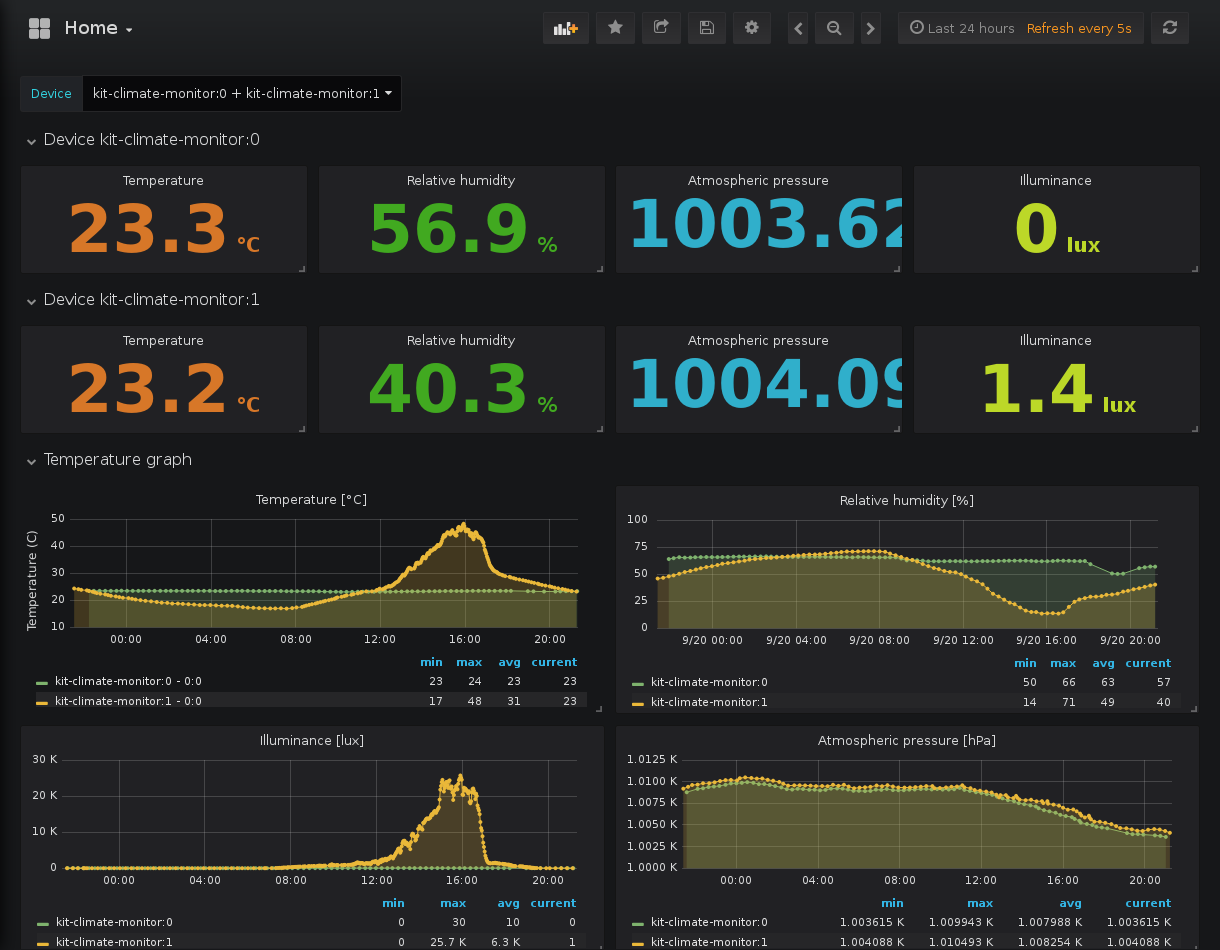 Home
Last 24 hours Refresh every 5s
Device kit-climate-monitor:0 + kit-climate-monitor:1
Device kit-climate-monitor:0
Temperature Relative humidity Atmospheric pressure Illuminance
23.3 °C 56.9 % 1003.62 0 lux
Device kit-climate-monitor:1
Temperature Relative humidity Atmospheric pressure Illuminance
23.2 °C 40.3 % 1004.09 1.4 lux
Temperature graph
Temperature [°C]
Temperature (C)
50
40
30
20
10
00:00 04:00 08:00 12:00 16:00 20:00
min max avg current
kit-climate-monitor:0 - 0:0 23 24 23 23
kit-climate-monitor:1 - 0:0 17 48 31 23
Relative humidity [%]
100
75
50
25
0
9/20 00:00 9/20 04:00 9/20 08:00 9/20 12:00 9/20 16:00 9/20 20:00
min max avg current
kit-climate-monitor:0 50 66 63 57
kit-climate-monitor:1 14 71 49 40
Illuminance [lux]
30 K
20 K
10 K
0
00:00 04:00 08:00 12:00 16:00 20:00
min max avg current
kit-climate-monitor:0 0 30 10 0
kit-climate-monitor:1 0 25.7 K 6.3 K 1
Atmospheric pressure [hPa]
1.0125 K
1.0100 K
1.0075 K
1.0050 K
1.0025 K
1.0000 K
00:00 04:00 08:00 12:00 16:00 20:00
min max avg current
kit-climate-monitor:0 1.003615 K 1.009943 K 1.007988 K 1.003615 K
kit-climate-monitor:1 1.004088 K 1.010493 K 1.008254 K 1.004088 K